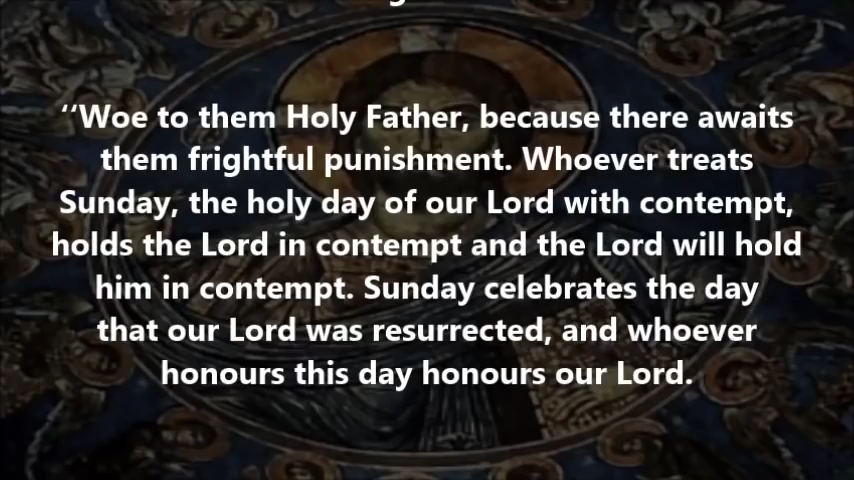 ‘‘Woe to them Holy Father, because there awaits
them frightful punishment. Whoever treats
Sunday, the holy day of our Lord with contempt,
holds the Lord in contempt and the Lord will hold
him in contempt. Sunday celebrates the day
that our Lord was resurrected, and whoever
honours this day honours our Lord.